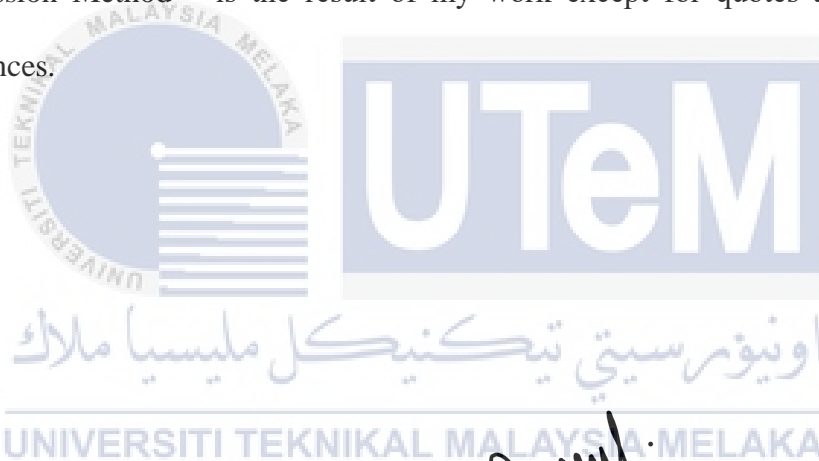 ssion Method" is the result of my work except for quotes
nces.
UNIVERSITI TEKNIKAL MALAYSIA MELAKA
UTeM
اونيۏرسيتي تيكنيكل مليسيا ملاك
UNIVERSITI TEKNIKAL MALAYSIA MELAKA